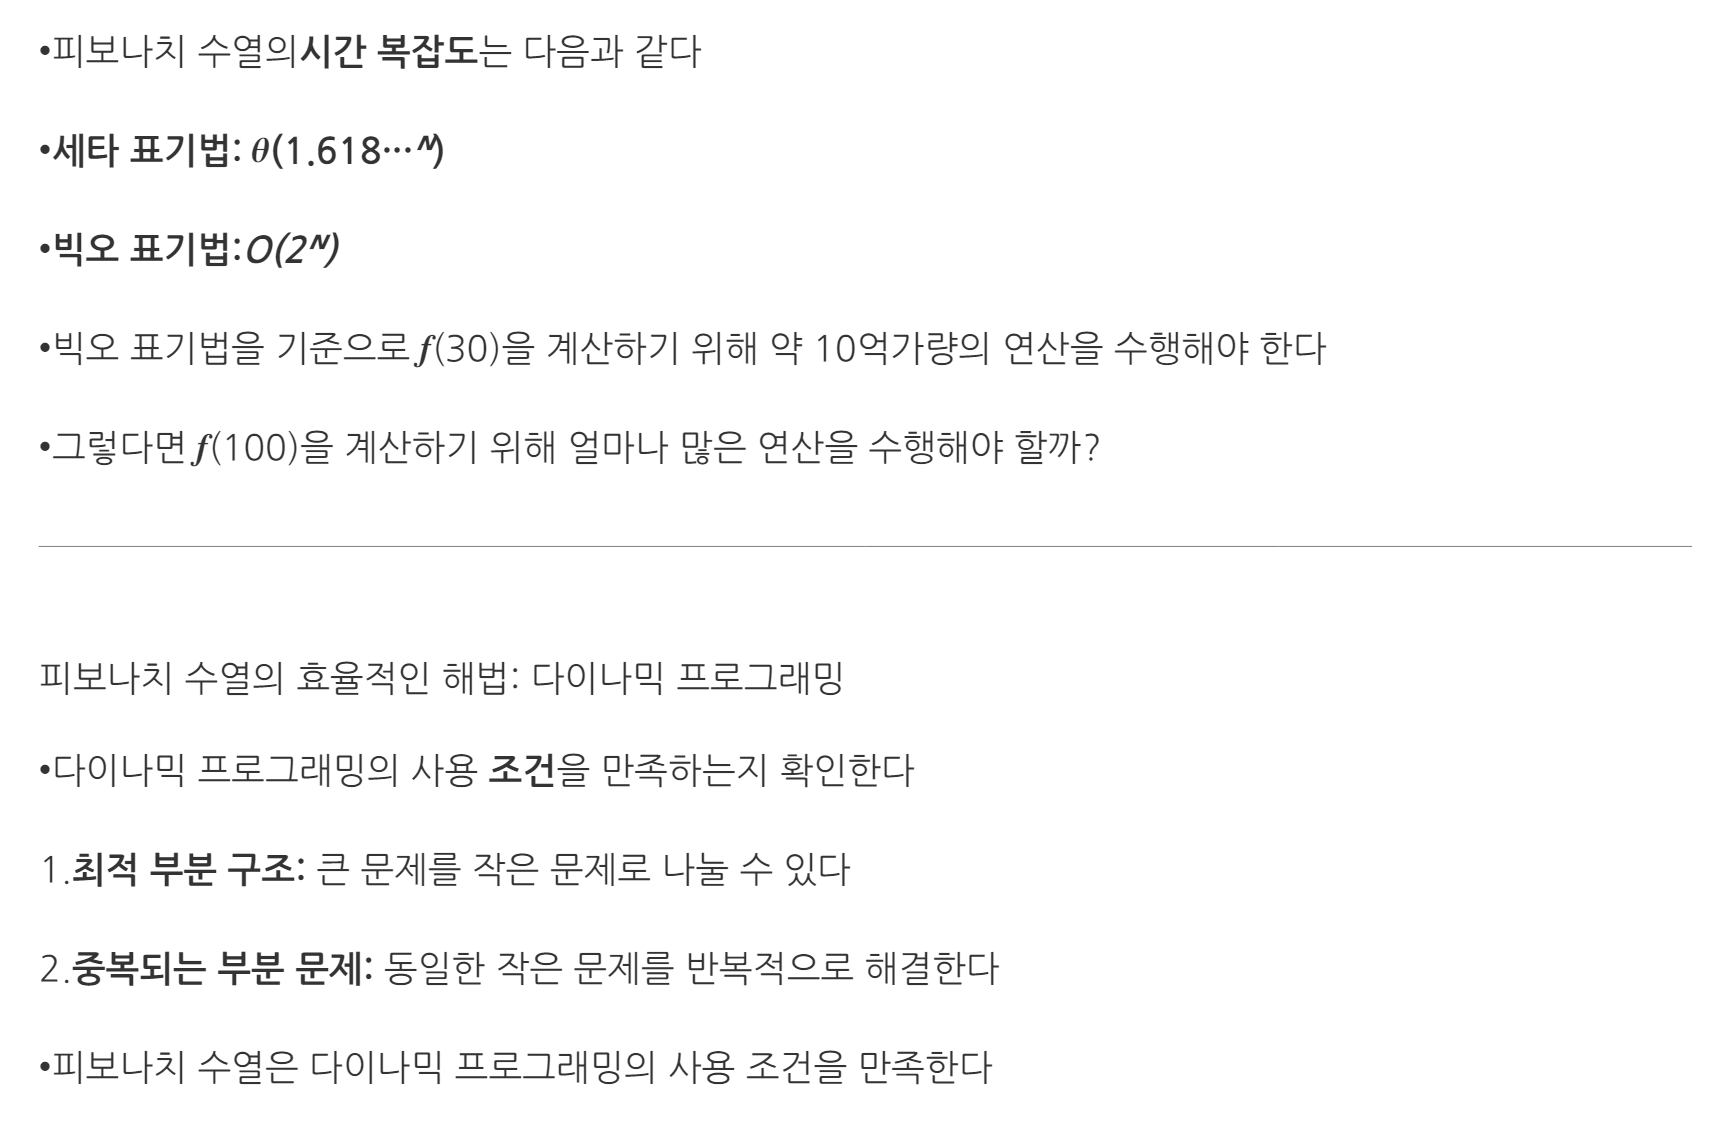 •피보나치 수열의시간 복잡도는 다음과 같다
•세타 표기법: θ(1.618…ᴺ)
•빅오 표기법:O(2ᴺ)
•빅오 표기법을 기준으로 f(30)을 계산하기 위해 약 10억가량의 연산을 수행해야 한다
•그렇다면 f(100)을 계산하기 위해 얼마나 많은 연산을 수행해야 할까?
피보나치 수열의 효율적인 해법: 다이나믹 프로그래밍
•다이나믹 프로그래밍의 사용 조건을 만족하는지 확인한다
1.최적 부분 구조: 큰 문제를 작은 문제로 나눌 수 있다
2.중복되는 부분 문제: 동일한 작은 문제를 반복적으로 해결한다
•피보나치 수열은 다이나믹 프로그래밍의 사용 조건을 만족한다